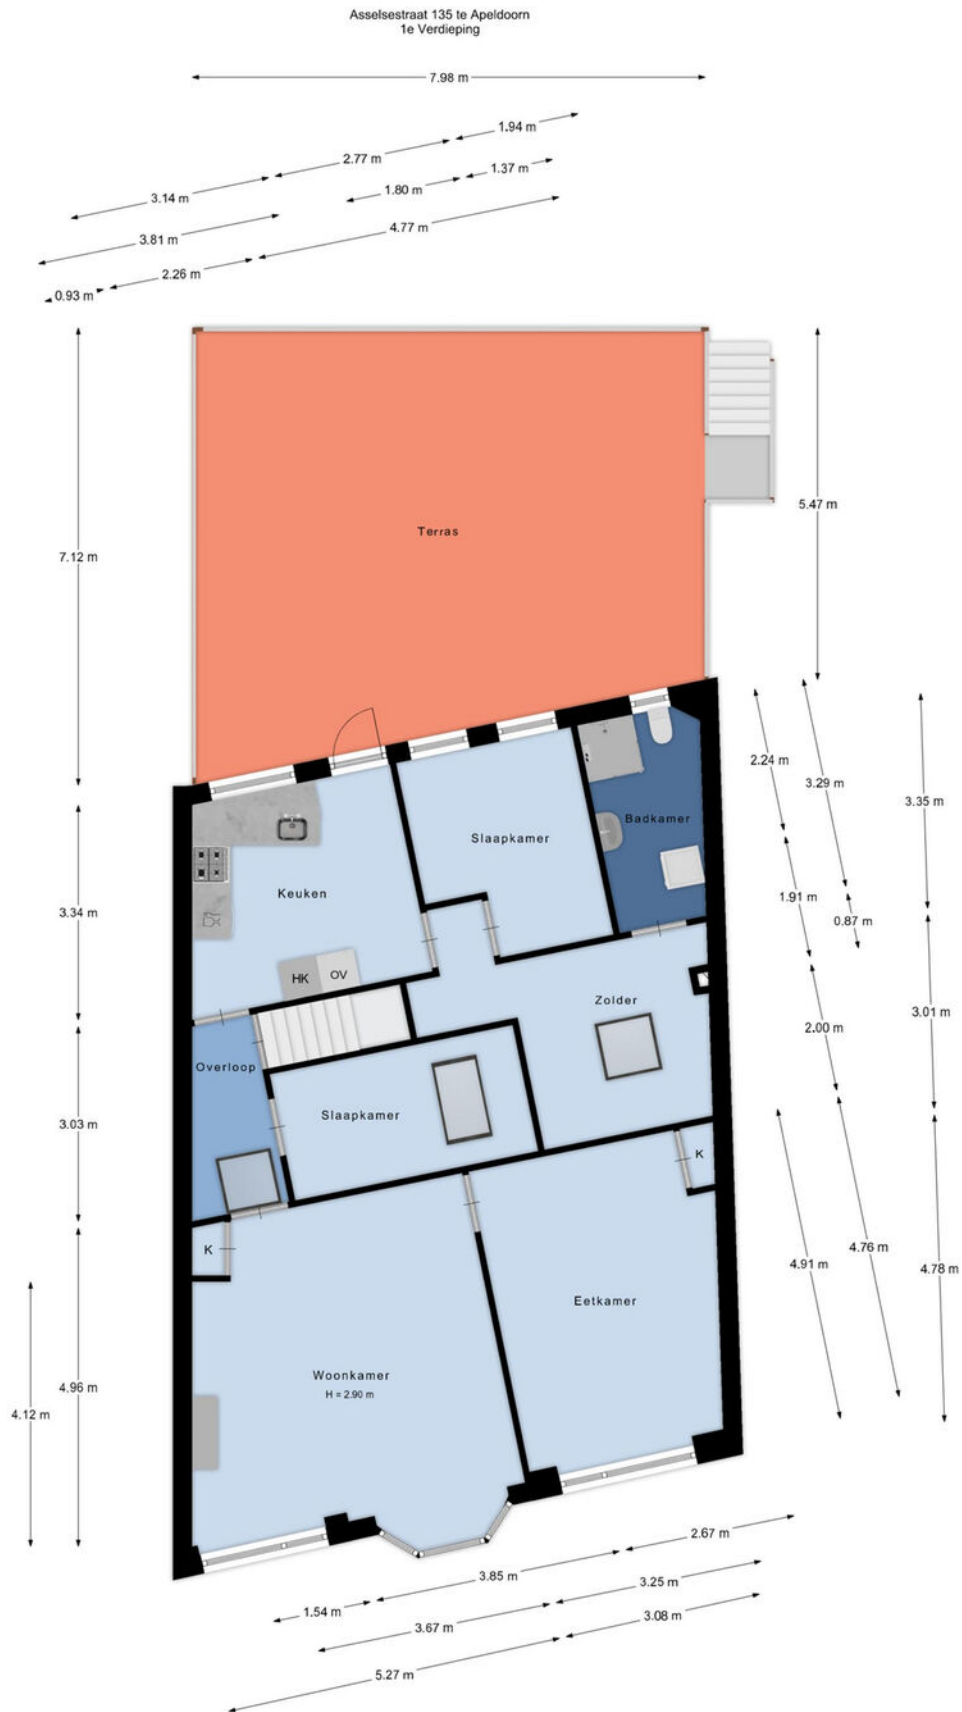 Asselsestraat 135 te Apeldoorn
1e Verdieping
7.98 m
1.94 m
2.77 m
1.37 m
3.14 m
1.80 m
3.81 m
4.77 m
2.26 m
0.93 m
7.12 m
5.47 m
Terras
2.24 m
3.29 m
3.35 m
Badkamer
Slaapkamer
Keuken
1.91 m
0.87 m
3.34 m
HK
OV
Zolder
3.01 m
2.00 m
Overloop
Slaapkamer
3.03 m
K
K
4.91 m
4.76 m
4.78 m
Eetkamer
Woonkamer
H = 2.90 m
4.96 m
4.12 m
2.67 m
3.85 m
3.25 m
1.54 m
3.67 m
3.08 m
5.27 m